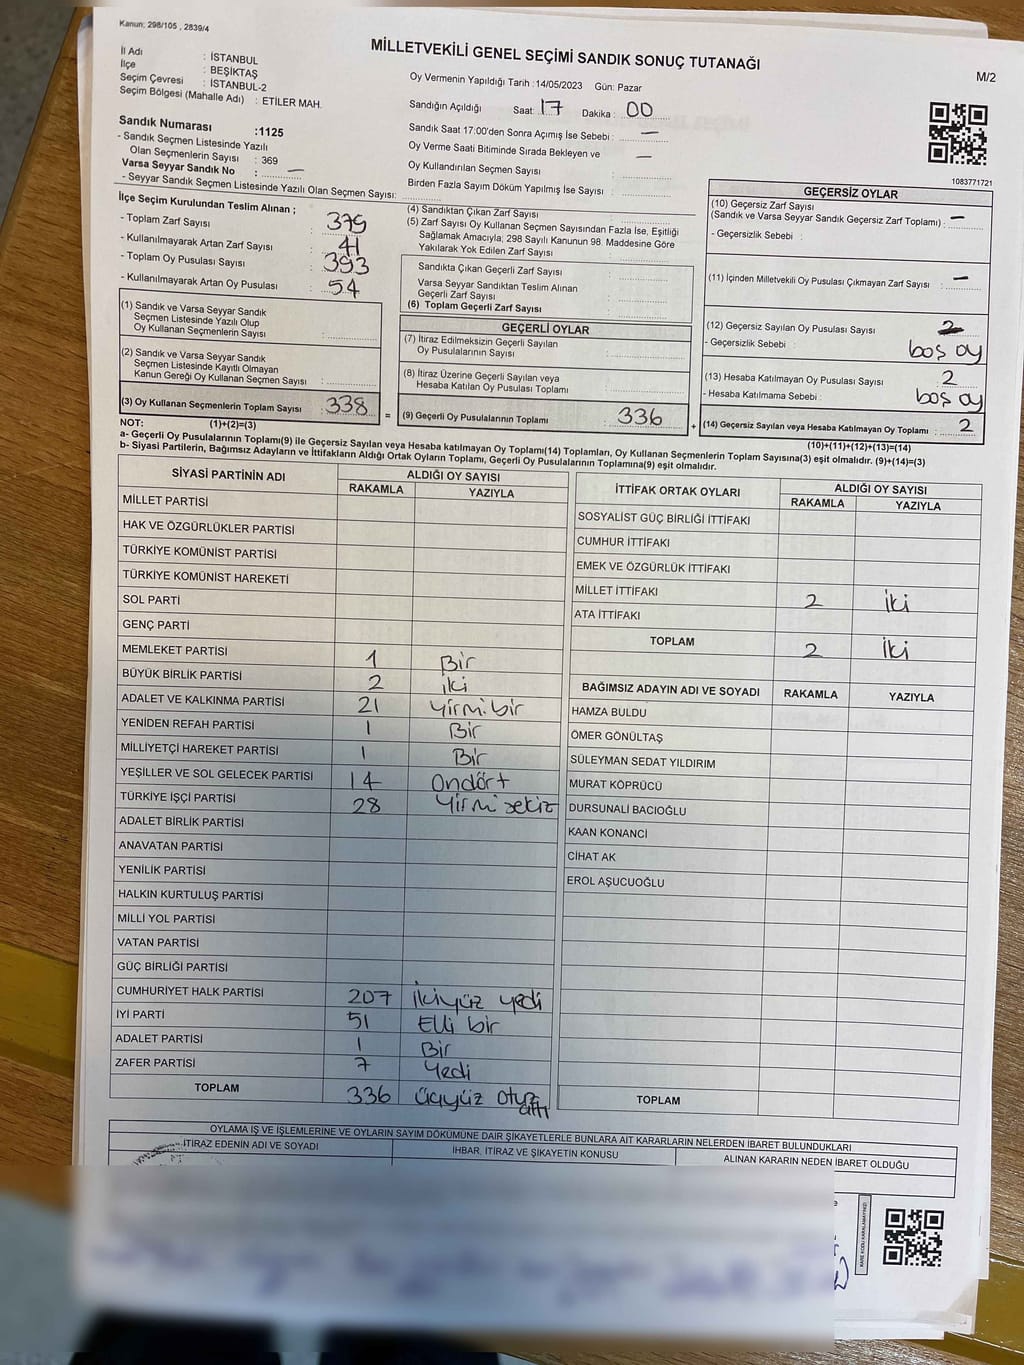 Kanun; 298/105 , 2839/4
MİLLETVEKİLİ GENEL SEÇİMİ SANDIK SONUÇ TUTANAĞI
M/2
İl Adı : İSTANBUL
İlçe : BEŞİKTAŞ
Seçim Çevresi : İSTANBUL-2
Seçim Bölgesi (Mahalle Adı) : ETİLER MAH.
Sandık Numarası :1125
- Sandık Seçmen Listesinde Yazılı
Olan Seçmenlerin Sayısı : 369
Varsa Seyyar Sandık No : —
- Seyyar Sandık Seçmen Listesinde Yazılı Olan Seçmen Sayısı:
Oy Vermenin Yapıldığı Tarih : 14/05/2023 Gün: Pazar
Sandığın Açıldığı Saat: 17 Dakika : 00
Sandık Saat 17:00'den Sonra Açımış İse Sebebi : —
Oy Verme Saati Bitiminde Sırada Bekleyen ve —
Oy Kullandırılan Seçmen Sayısı :
Birden Fazla Sayım Döküm Yapılmış İse Sayısı :
1083771721
İlçe Seçim Kurulundan Teslim Alınan ;
- Toplam Zarf Sayısı : 379
- Kullanılmayarak Artan Zarf Sayısı : 41
- Toplam Oy Pusulası Sayısı : 393
- Kullanılmayarak Artan Oy Pusulası : 54
(1) Sandık ve Varsa Seyyar Sandık
Seçmen Listesinde Yazılı Olup
Oy Kullanan Seçmenlerin Sayısı :
(2) Sandık ve Varsa Seyyar Sandık
Seçmen Listesinde Kayıtlı Olmayan
Kanun Gereği Oy Kullanan Seçmen Sayısı :
(3) Oy Kullanan Seçmenlerin Toplam Sayısı : 338
(4) Sandıktan Çıkan Zarf Sayısı :
(5) Zarf Sayısı Oy Kullanan Seçmen Sayısından Fazla İse, Eşitliği
Sağlamak Amacıyla; 298 Sayılı Kanunun 98. Maddesine Göre
Yakılarak Yok Edilen Zarf Sayısı :
Sandıkta Çıkan Geçerli Zarf Sayısı :
Varsa Seyyar Sandıktan Teslim Alınan
Geçerli Zarf Sayısı :
(6) Toplam Geçerli Zarf Sayısı :
GEÇERLİ OYLAR
(7) İtiraz Edilmeksizin Geçerli Sayılan
Oy Pusulalarının Sayısı :
(8) İtiraz Üzerine Geçerli Sayılan veya
Hesaba Katılan Oy Pusulası Toplamı :
= (9) Geçerli Oy Pusulalarının Toplamı : 336
GEÇERSİZ OYLAR
(10) Geçersiz Zarf Sayısı
(Sandık ve Varsa Seyyar Sandık Geçersiz Zarf Toplamı) : —
- Geçersizlik Sebebi :
(11) İçinden Milletvekili Oy Pusulası Çıkmayan Zarf Sayısı : —
(12) Geçersiz Sayılan Oy Pusulası Sayısı : 2
- Geçersizlik Sebebi : boş oy
(13) Hesaba Katılmayan Oy Pusulası Sayısı : 2
- Hesaba Katılmama Sebebi : boş oy
+ (14) Geçersiz Sayılan veya Hesaba Katılmayan Oy Toplamı : 2
NOT: (1)+(2)=(3)
(10)+(11)+(12)+(13)=(14)
a- Geçerli Oy Pusulalarının Toplamı(9) ile Geçersiz Sayılan veya Hesaba katılmayan Oy Toplamı(14) Toplamları, Oy Kullanan Seçmenlerin Toplam Sayısına(3) eşit olmalıdır. (9)+(14)=(3)
b- Siyasi Partilerin, Bağımsız Adayların ve İttifakların Aldığı Ortak Oyların Toplamı, Geçerli Oy Pusulalarının Toplamına(9) eşit olmalıdır.
SİYASİ PARTİNİN ADI ALDIĞI OY SAYISI
RAKAMLA YAZIYLA
MİLLET PARTİSİ
HAK VE ÖZGÜRLÜKLER PARTİSİ
TÜRKİYE KOMÜNİST PARTİSİ
TÜRKİYE KOMÜNİST HAREKETİ
SOL PARTİ
GENÇ PARTİ
MEMLEKET PARTİSİ 1 Bir
BÜYÜK BİRLİK PARTİSİ 2 iki
ADALET VE KALKINMA PARTİSİ 21 Yirmi bir
YENİDEN REFAH PARTİSİ 1 Bir
MİLLİYETÇİ HAREKET PARTİSİ 1 Bir
YEŞİLLER VE SOL GELECEK PARTİSİ 14 Ondört
TÜRKİYE İŞÇİ PARTİSİ 28 Yirmi sekiz
ADALET BİRLİK PARTİSİ
ANAVATAN PARTİSİ
YENİLİK PARTİSİ
HALKIN KURTULUŞ PARTİSİ
MİLLİ YOL PARTİSİ
VATAN PARTİSİ
GÜÇ BİRLİĞİ PARTİSİ
CUMHURİYET HALK PARTİSİ 207 İkiyüz yedi
İYİ PARTİ 51 Elli bir
ADALET PARTİSİ 1 Bir
ZAFER PARTİSİ 7 Yedi
TOPLAM 336 Üçyüz otuz altı
İTTİFAK ORTAK OYLARI ALDIĞI OY SAYISI
RAKAMLA YAZIYLA
SOSYALİST GÜÇ BİRLİĞİ İTTİFAKI
CUMHUR İTTİFAKI
EMEK VE ÖZGÜRLÜK İTTİFAKI
MİLLET İTTİFAKI 2 İki
ATA İTTİFAKI
TOPLAM 2 İki
BAĞIMSIZ ADAYIN ADI VE SOYADI RAKAMLA YAZIYLA
HAMZA BULDU
ÖMER GÖNÜLTAŞ
SÜLEYMAN SEDAT YILDIRIM
MURAT KÖPRÜCÜ
DURSUNALİ BACIOĞLU
KAAN KONANCİ
CİHAT AK
EROL AŞUCUOĞLU
TOPLAM
OYLAMA İŞ VE İŞLEMLERİNE VE OYLARIN SAYIM DÖKÜMÜNE DAİR ŞİKAYETLERLE BUNLARA AİT KARARLARIN NELERDEN İBARET BULUNDUKLARI
İTİRAZ EDENİN ADI VE SOYADI İHBAR, İTİRAZ VE ŞİKAYETİN KONUSU ALINAN KARARIN NEDEN İBARET OLDUĞU
KARE KODU KARALAMAYINIZ!